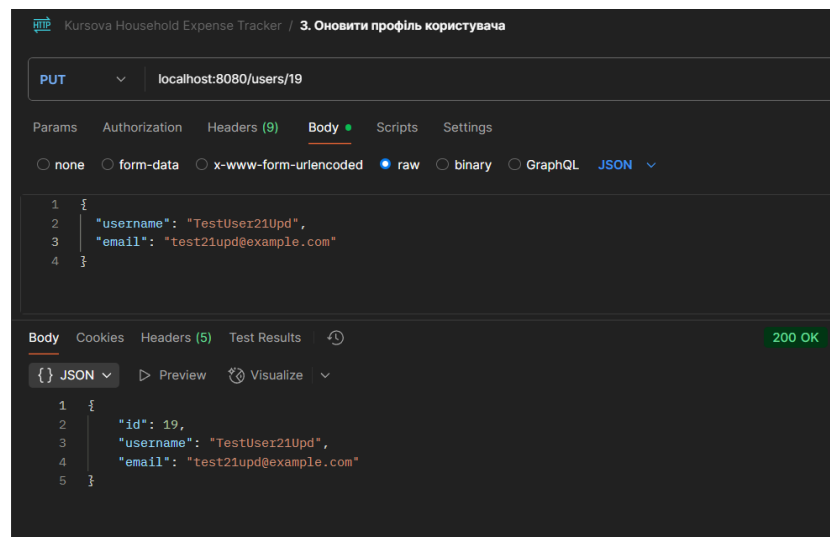 HTTP Kursova Household Expense Tracker / 3. Оновити профіль користувача
PUT localhost:8080/users/19
Params Authorization Headers (9) Body Scripts Settings
none form-data x-www-form-urlencoded raw binary GraphQL JSON
1 {
2 "username": "TestUser21Upd",
3 "email": "test21upd@example.com"
4 }
Body Cookies Headers (5) Test Results 200 OK
{} JSON Preview Visualize
1 {
2 "id": 19,
3 "username": "TestUser21Upd",
4 "email": "test21upd@example.com"
5 }